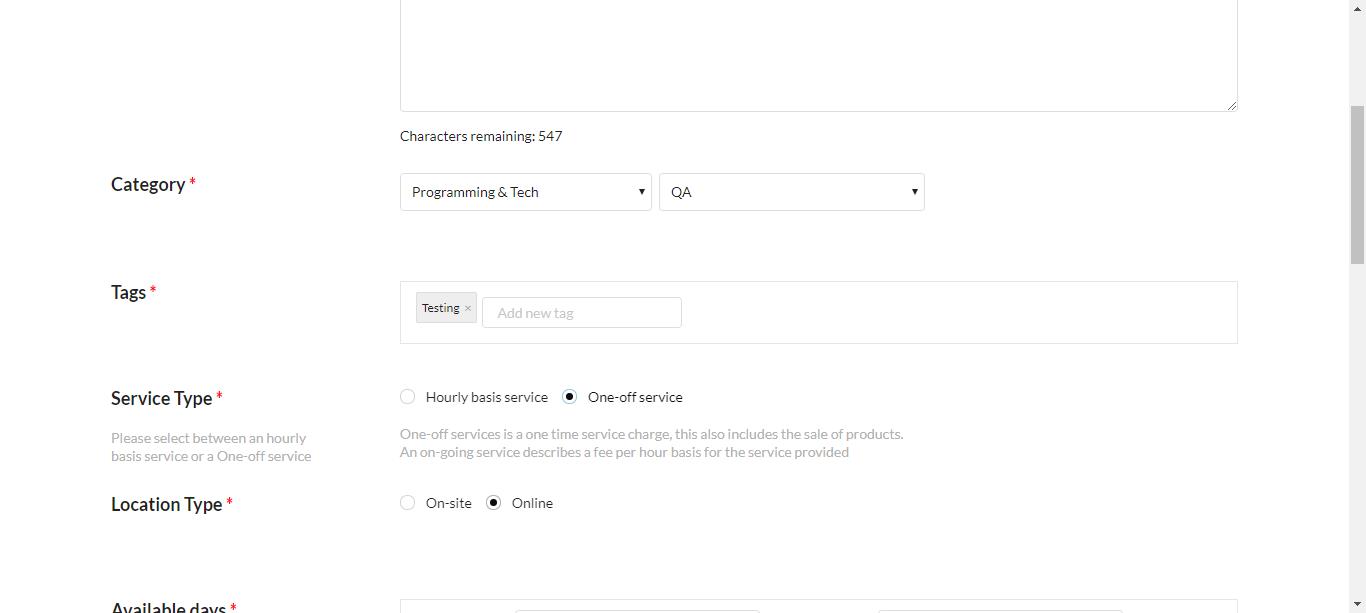 Characters remaining: 547
Category *
Programming & Tech
QA
Tags *
Testing ×
Add new tag
Service Type *
Hourly basis service
One-off service
Please select between an hourly
basis service or a One-off service
One-off services is a one time service charge, this also includes the sale of products.
An on-going service describes a fee per hour basis for the service provided
Location Type *
On-site
Online
Available days *